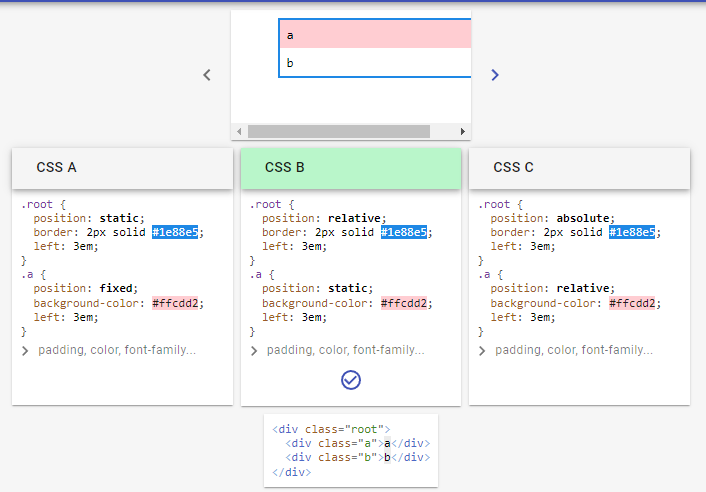 a
b
CSS A
.root {
position: static;
border: 2px solid #1e88e5;
left: 3em;
}
.a {
position: fixed;
background-color: #ffcdd2;
left: 3em;
}
padding, color, font-family...
CSS B
.root {
position: relative;
border: 2px solid #1e88e5;
left: 3em;
}
.a {
position: static;
background-color: #ffcdd2;
left: 3em;
}
padding, color, font-family...
CSS C
.root {
position: absolute;
border: 2px solid #1e88e5;
left: 3em;
}
.a {
position: relative;
background-color: #ffcdd2;
left: 3em;
}
padding, color, font-family...
<div class="root">
<div class="a">a</div>
<div class="b">b</div>
</div>